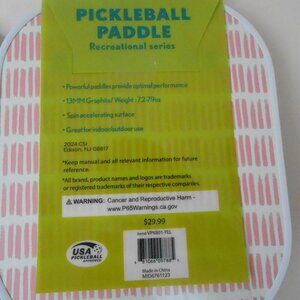 PICKLEBALL
PADDLE
Recreational series
• Powerful paddles provide optimal performance
• 13MM Graphite/ Weight : 7.2-7.9oz
• Spin accelerating surface
• Great for indoor/outdoor use
2024 CSI
Edison, NJ 08817
*Keep manual and all relevant information for future
reference.
*All brand, product names and logos are trademarks
or registered trademarks of their respective companies.
WARNING: Cancer and Reproductive Harm -
www.P65Warnings.ca.gov
$29.99
Made in China
USA
PICKLEBALL
APPROVED